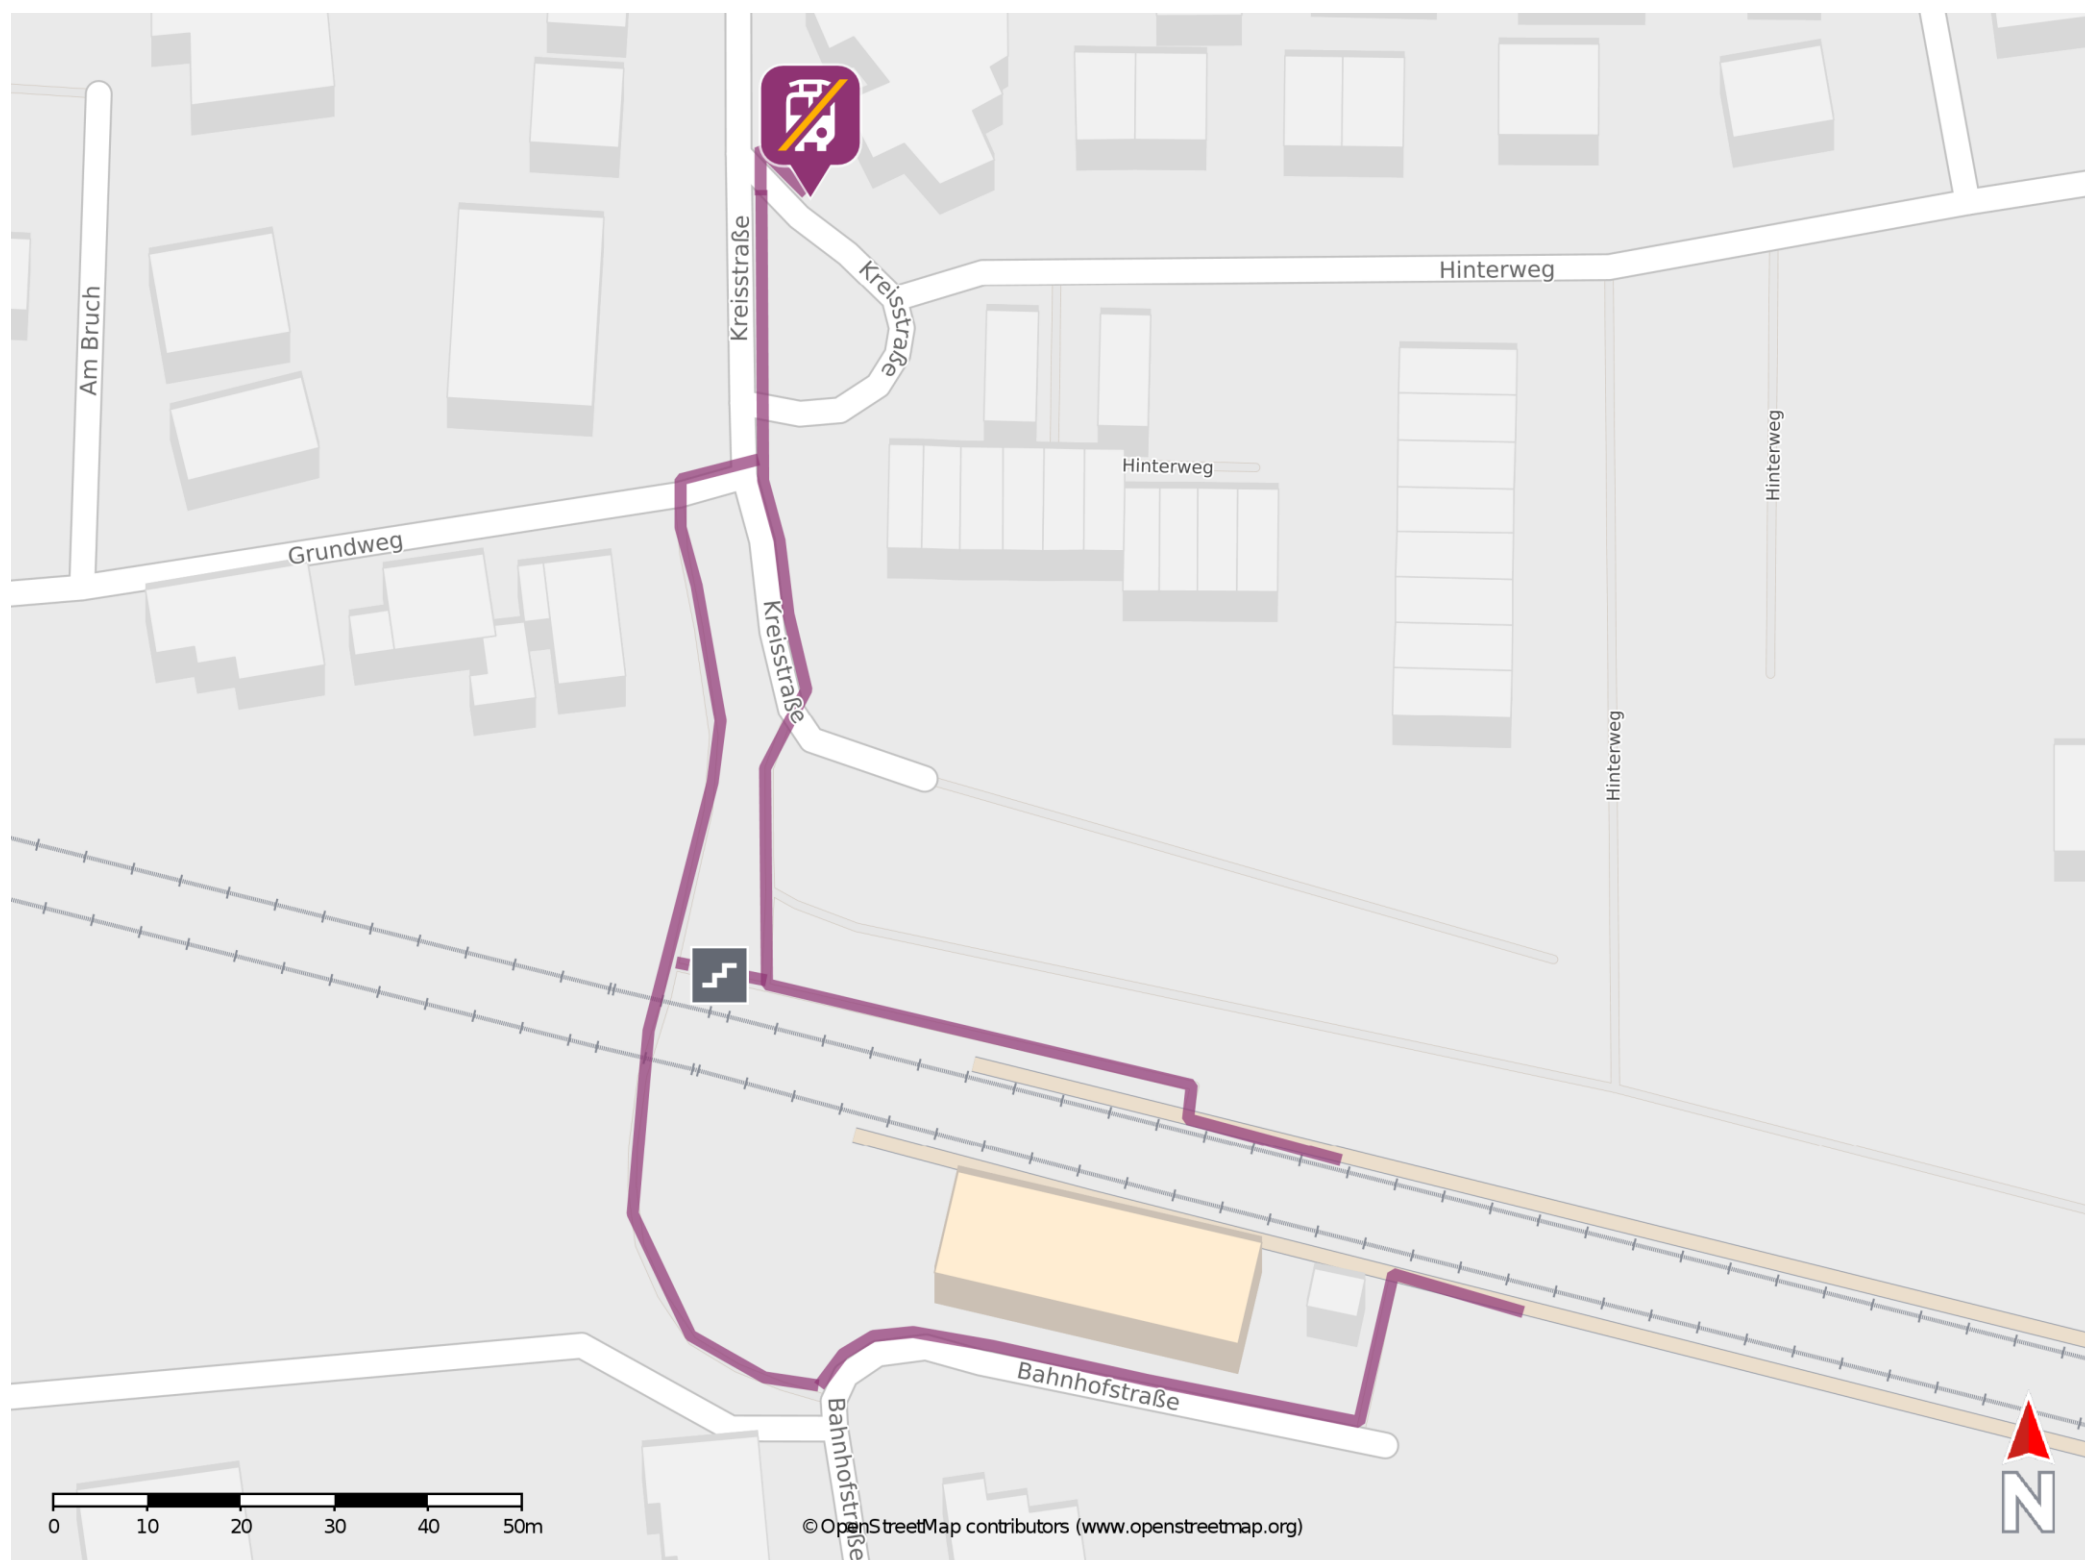 Kreisstraße
Kreisstraße
Hinterweg
Am Bruch
Hinterweg
Hinterweg
Grundweg
Kreisstraße
Hinterweg
Bahnhofstraße
Bahnhofstraße
N
0 10 20 30 40 50m
© OpenStreetMap contributors (www.openstreetmap.org)